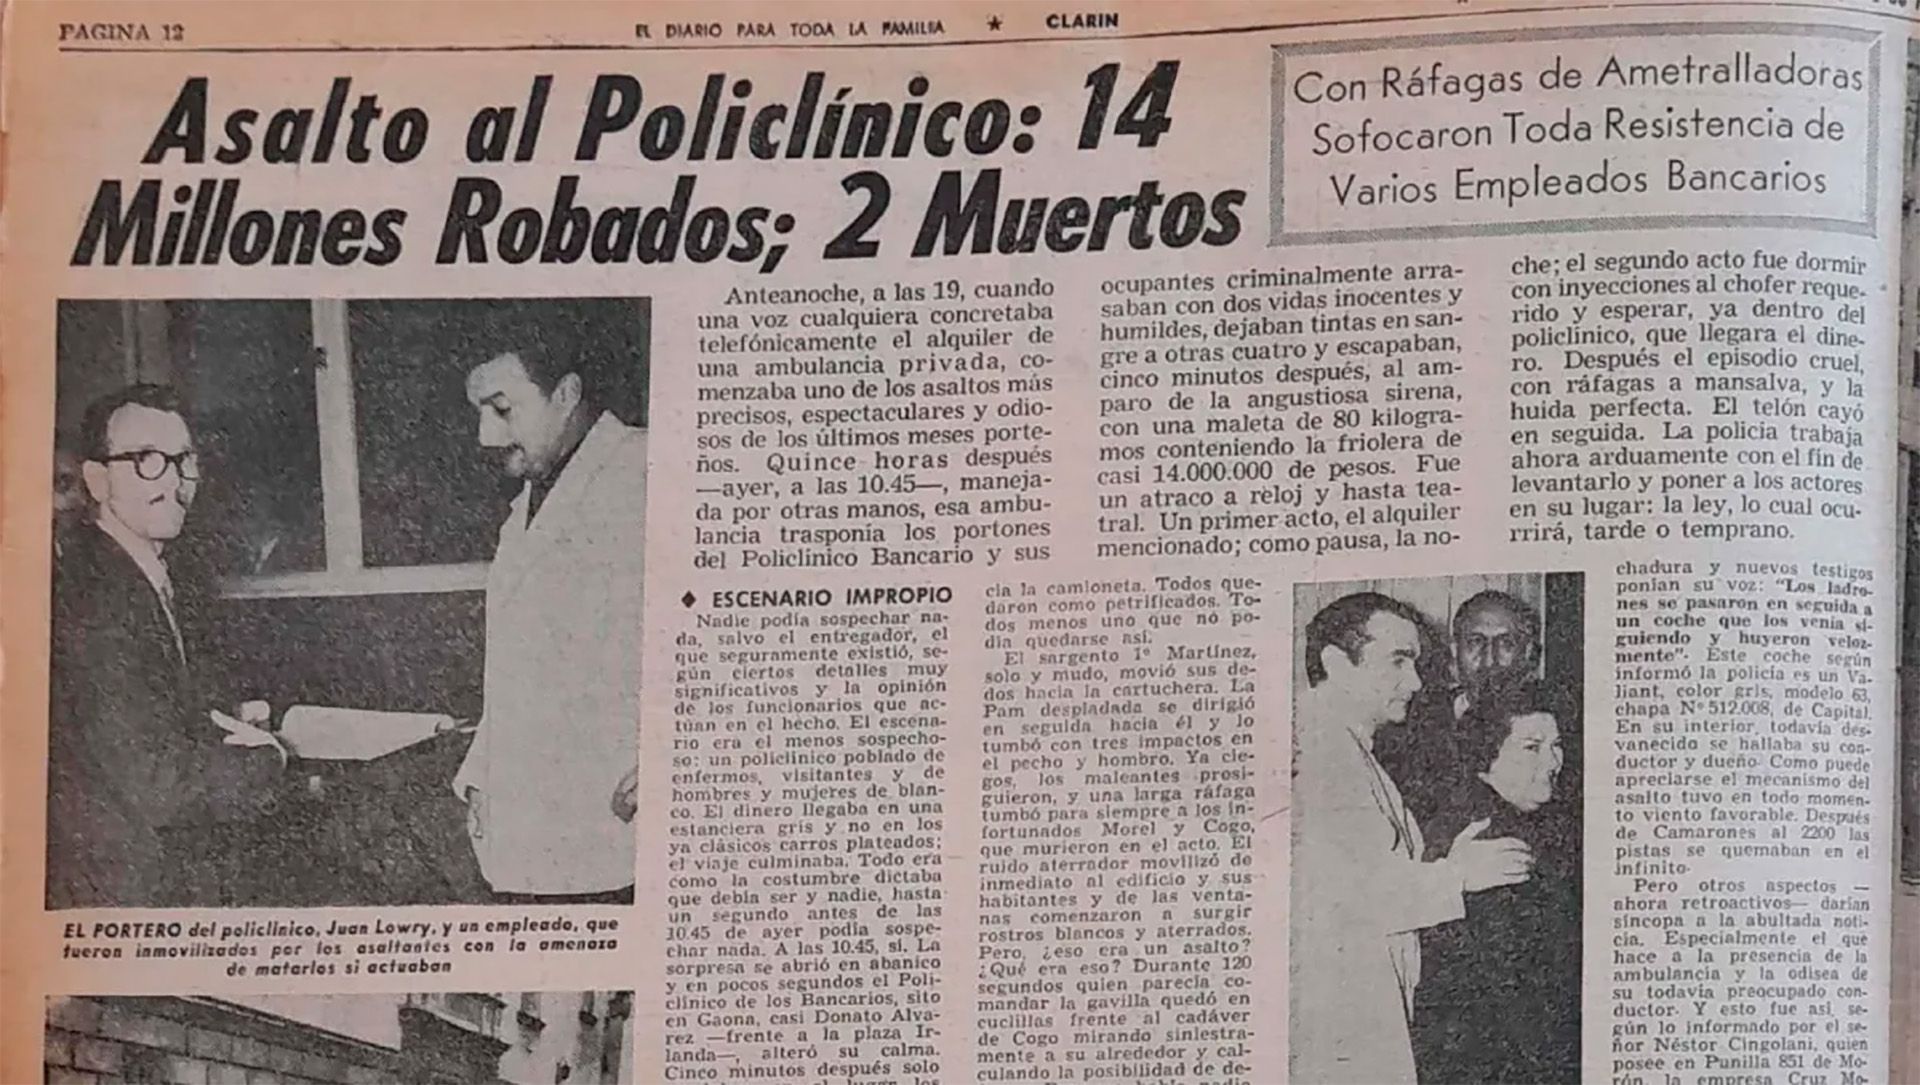 PAGINA 12
EL DIARIO PARA TODA LA FAMILIA ★ CLARIN
Asalto al Policlínico: 14
Millones Robados; 2 Muertos
Con Ráfagas de Ametralladoras
Sofocaron Toda Resistencia de
Varios Empleados Bancarios
Anteanoche, a las 19, cuando
una voz cualquiera concretaba
telefónicamente el alquiler de
una ambulancia privada, co-
menzaba uno de los asaltos más
precisos, espectaculares y odio-
sos de los últimos meses porte-
ños. Quince horas después
—ayer, a las 10.45—, maneja-
da por otras manos, esa ambu-
lancia trasponía los portones
del Policlínico Bancario y sus
ocupantes criminalmente arra-
saban con dos vidas inocentes y
humildes, dejaban tintas en san-
gre a otras cuatro y escapaban,
cinco minutos después, al am-
paro de la angustiosa sirena,
con una maleta de 80 kilogra-
mos conteniendo la friolera de
casi 14.000.000 de pesos. Fue
un atraco a reloj y hasta tea-
tral. Un primer acto, el alquiler
mencionado; como pausa, la no-
che; el segundo acto fue dormir
con inyecciones al chofer reque-
rido y esperar, ya dentro del
policlínico, que llegara el dine-
ro. Después el episodio cruel,
con ráfagas a mansalva, y la
huida perfecta. El telón cayó
en seguida. La policía trabaja
ahora arduamente con el fin de
levantarlo y poner a los actores
en su lugar: la ley, lo cual ocu-
rrirá, tarde o temprano.
EL PORTERO del policlínico, Juan Lowry, y un empleado, que
fueron inmovilizados por los asaltantes con la amenaza
de matarlos si actuaban
◆ ESCENARIO IMPROPIO
Nadie podía sospechar na-
da, salvo el entregador, el
que seguramente existió, se-
gún ciertos detalles muy
significativos y la opinión
de los funcionarios que ac-
túan en el hecho. El escena-
rio era el menos sospecho-
so: un policlínico poblado de
enfermos, visitantes y de
hombres y mujeres de blan-
co. El dinero llegaba en una
estanciera gris y no en los
ya clásicos carros plateados;
el viaje culminaba. Todo era
como la costumbre dictaba
que debía ser y nadie, hasta
un segundo antes de las
10.45 de ayer podía sospe-
char nada. A las 10.45, sí. La
sorpresa se abrió en abanico
y en pocos segundos el Poli-
clínico de los Bancarios, sito
en Gaona, casi Donato Alva-
rez —frente a la plaza Ir-
landa—, alteró su calma.
Cinco minutos después solo
cia la camioneta. Todos que-
daron como petrificados. To-
dos menos uno que no po-
día quedarse así.
El sargento 1º Martínez,
solo y mudo, movió sus de-
dos hacia la cartuchera. La
Pam despladada se dirigió
en seguida hacia él y lo
tumbó con tres impactos en
el pecho y hombro. Ya cie-
gos, los maleantes prosi-
guieron, y una larga ráfaga
tumbó para siempre a los in-
fortunados Morel y Cogo,
que murieron en el acto. El
ruido aterrador movilizó de
inmediato al edificio y sus
habitantes y de las venta-
nas comenzaron a surgir
rostros blancos y aterrados.
Pero, ¿eso era un asalto?
¿Qué era eso? Durante 120
segundos quien parecía co-
mandar la gavilla quedó en
cuclillas frente al cadáver
de Cogo mirando siniestra-
mente a su alrededor y cal-
culando la posibilidad de de-
chadura y nuevos testigos
ponían su voz: "Los ladro-
nes se pasaron en seguida a
un coche que los venía si-
guiendo y huyeron veloz-
mente". Este coche según
informó la policía es un Va-
liant, color gris, modelo 63,
chapa Nº 512.008, de Capital.
En su interior, todavía des-
vanecido se hallaba su con-
ductor y dueño. Como puede
apreciarse el mecanismo del
asalto tuvo en todo momen-
to viento favorable. Después
de Camarones al 2200 las
pistas se quemaban en el
infinito.
Pero otros aspectos —
ahora retroactivos— darían
síncopa a la abultada noti-
cia. Especialmente el que
hace a la presencia de la
ambulancia y la odisea de
su todavía preocupado con-
ductor. Y esto fue así, se-
gún lo informado por el se-
ñor Néstor Cingolani, quien
posee en Punilla 851 de Mo-
rón, la empresa Cruz Mo-